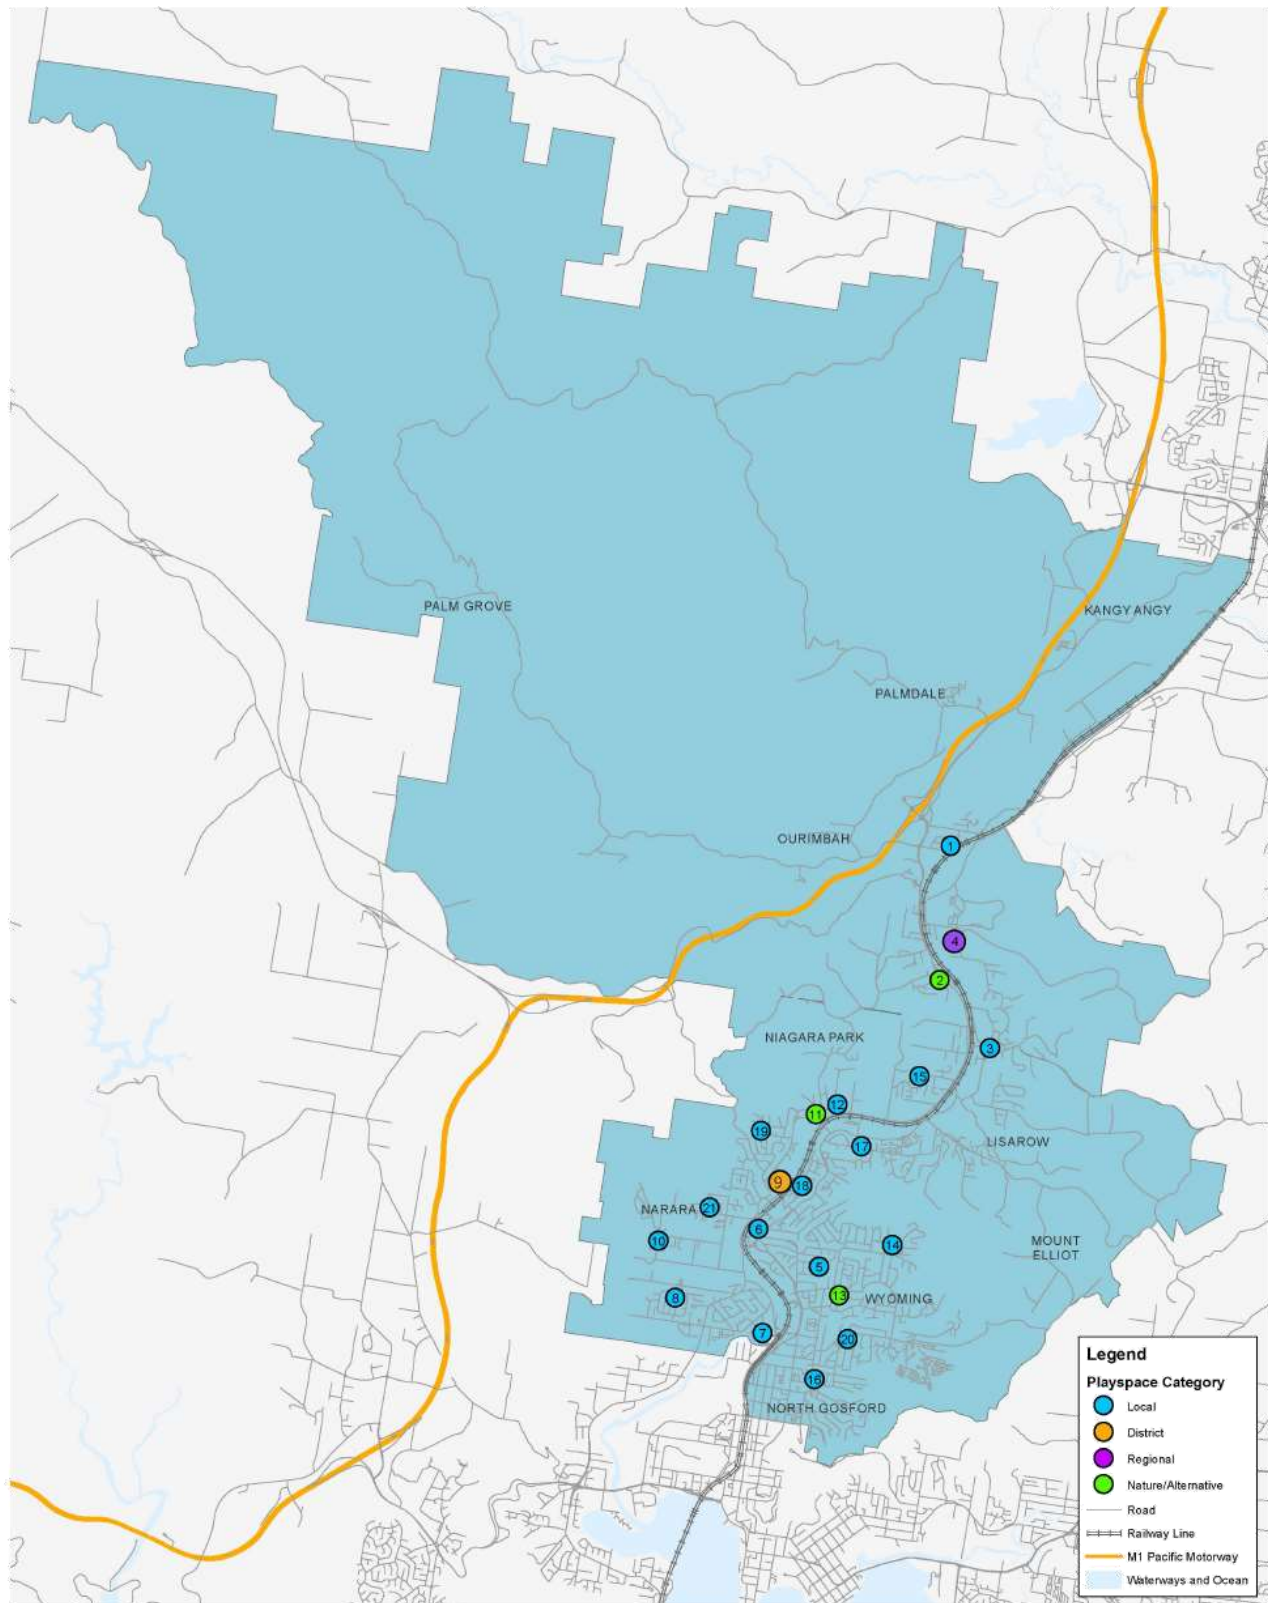 PALM GROVE
KANGY ANGY
PALMDALE
OURIMBAH
1
4
2
NIAGARA PARK
3
15
12
11
19
17
LISAROW
9
18
NARARA
21
6
10
14
MOUNT
ELLIOT
5
13
WYOMING
8
7
20
16
NORTH GOSFORD
Legend
Playspace Category
Local
District
Regional
Nature/Alternative
Road
Railway Line
M1 Pacific Motorway
Waterways and Ocean